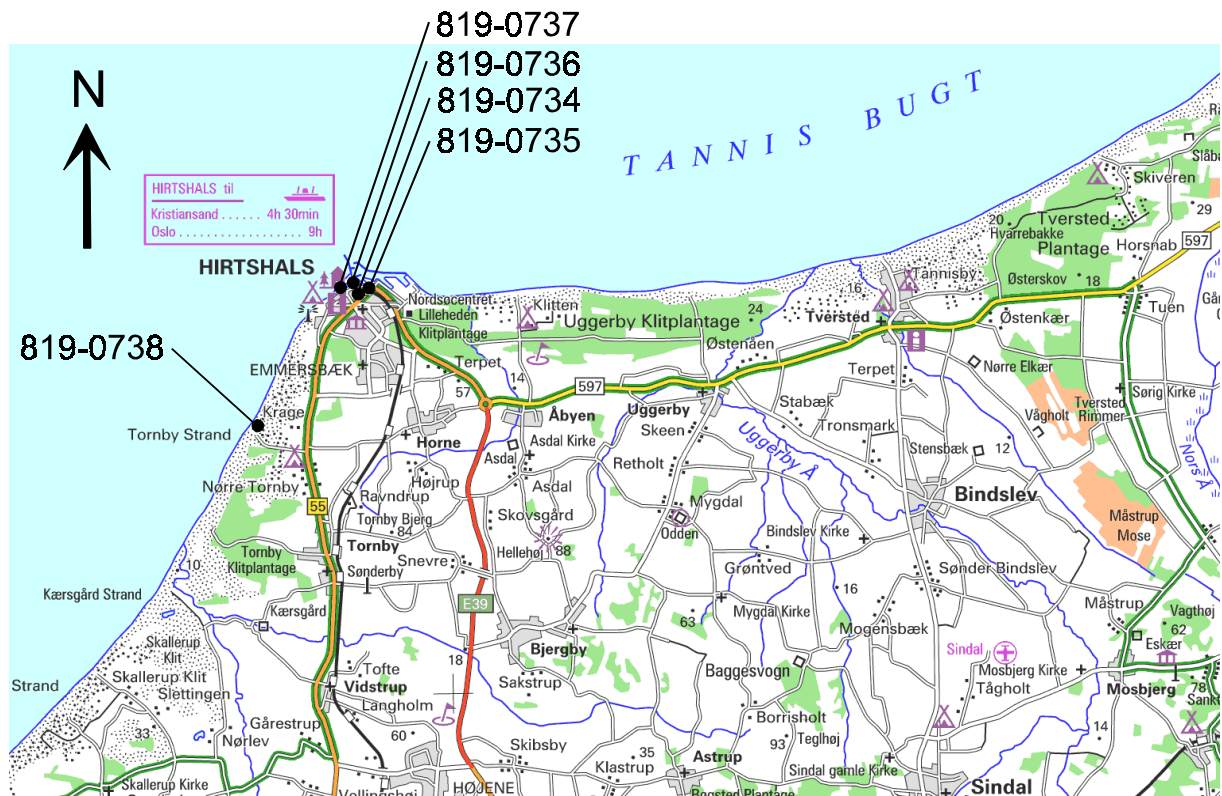 819-0737
819-0736
819-0734
819-0735
N
TANNIS BUGT
HIRTSHALS til
Kristiansand . . . . . . 4h 30min
Oslo . . . . . . . . . . . . . . . . . . 9h
HIRTSHALS
Skiveren
29
20
Hvarrebakke
Tversted
Plantage
Horsnab
597
Tannisby
16
Østerskov
18
Tuen
Nordsøcentret
Lilleheden
Klitplantage
Klitten
Uggerby Klitplantage
24
Tversted
Østenkær
819-0738
EMMERSBÆK
Terpet
57
14
597
Østenåen
Terpet
Nørre Elkær
Sørig Kirke
Krage
Tornby Strand
Horne
Åbyen
Uggerby
Skeen
Stabæk
Tronsmark
Vågholt
Tversted
Rimmer
Asdal Kirke
Asdal
Uggerby Å
Stensbæk
12
Nors Å
Retholt
Højrup
Asdal
Nørre Tornby
Ravndrup
55
Tornby Bjerg
84
Skovsgård
Mygdal
Odden
Bindslev
Måstrup
Mose
Tornby
Hellehøj
88
Bindslev Kirke
Tornby
Klitplantage
Snevre
Sønderby
10
Grøntved
Sønder Bindslev
Kærsgård Strand
Kærsgård
E39
63
Mygdal Kirke
16
Måstrup
Vagthøj
62
Mogensbæk
Eskær
Skallerup
Klit
Bjergby
18
Sindal
Baggesvogn
Mosbjerg Kirke
Strand
Skallerup Klit
Slettingen
Tofte
Vidstrup
Langholm
Sakstrup
Tågholt
Mosbjerg
78
Gårestrup
Nørlev
33
60
Borrisholt
93
Teglhøj
14
Skibsby
35
Klastrup
Astrup
Sindal gamle Kirke
Skallerup Kirke
HØJENE
Sindal